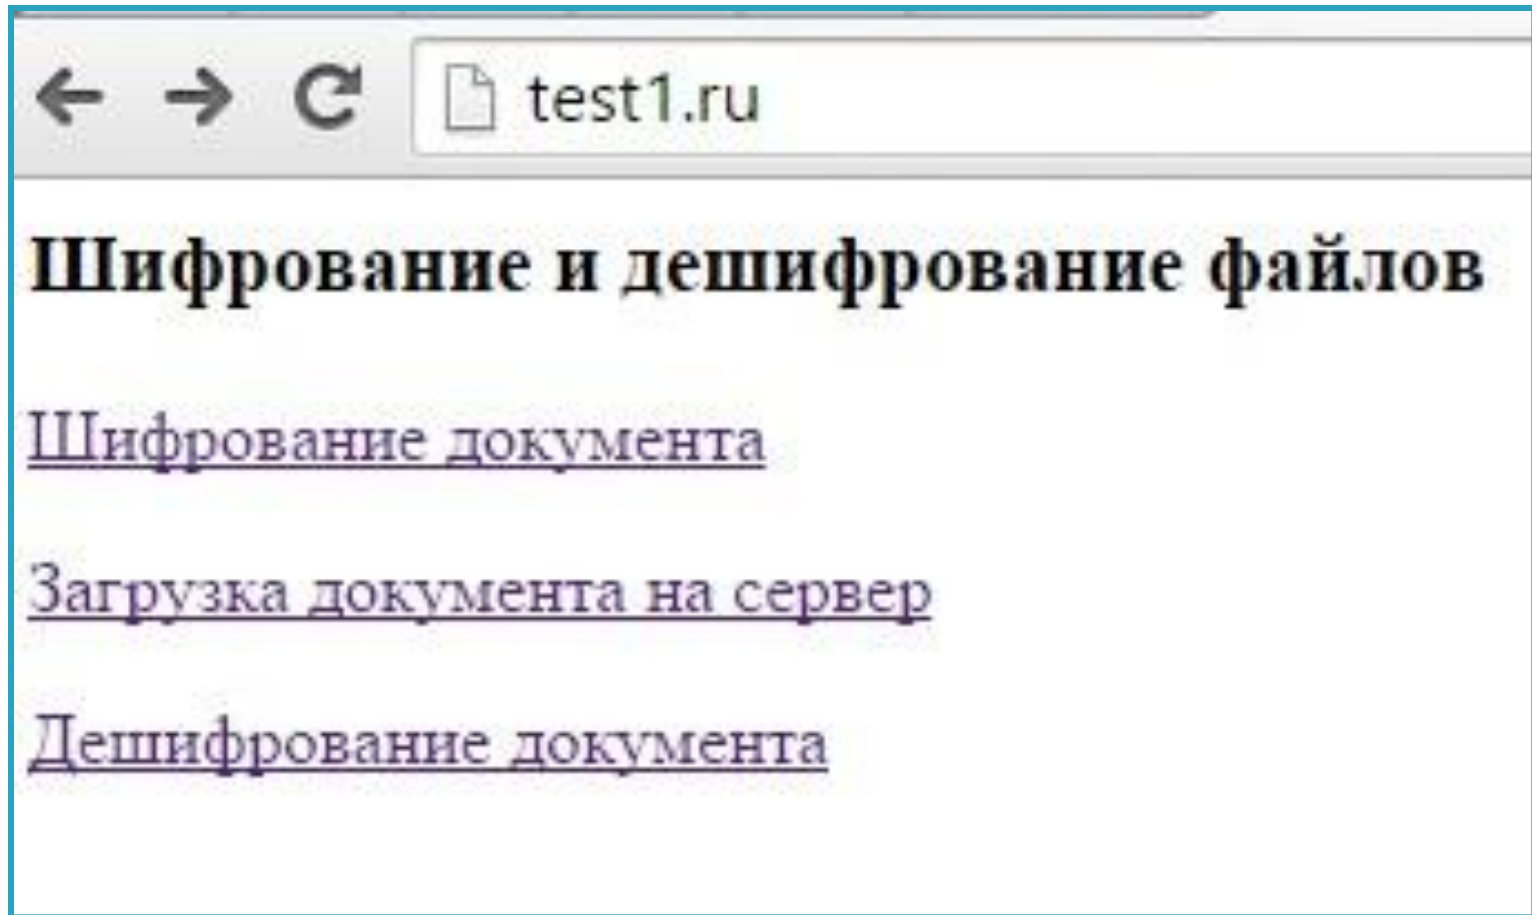 test1.ru
Шифрование и дешифрование файлов
Шифрование документа
Загрузка документа на сервер
Дешифрование документа